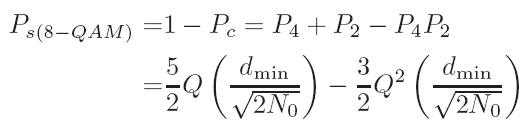 P_{s(8-QAM)} = 1 − P_c = P_4 + P_2 − P_4 P_2
= \frac{5}{2} Q \left( \frac{d_{\min}}{\sqrt{2N_0}} \right) − \frac{3}{2} Q^2 \left( \frac{d_{\min}}{\sqrt{2N_0}} \right)